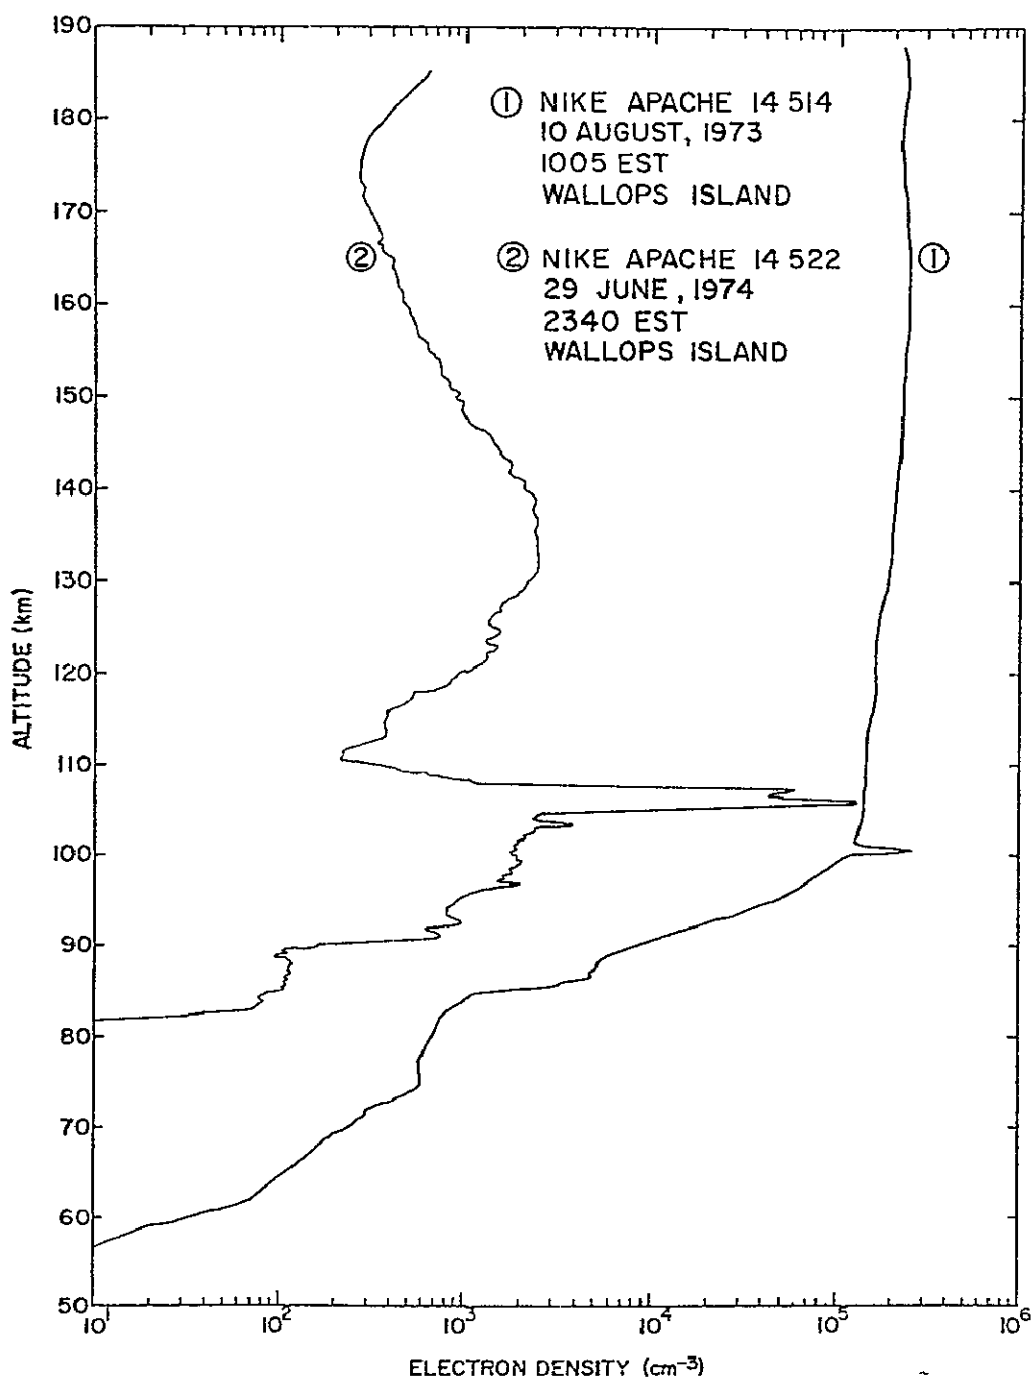 190
180
170
160
150
140
130
120
110
100
90
80
70
60
50
ALTITUDE (km)
① NIKE APACHE 14 514
10 AUGUST, 1973
1005 EST
WALLOPS ISLAND
② NIKE APACHE 14 522
29 JUNE, 1974
2340 EST
WALLOPS ISLAND
②
①
10¹ 10² 10³ 10⁴ 10⁵ 10⁶
ELECTRON DENSITY (cm⁻³)